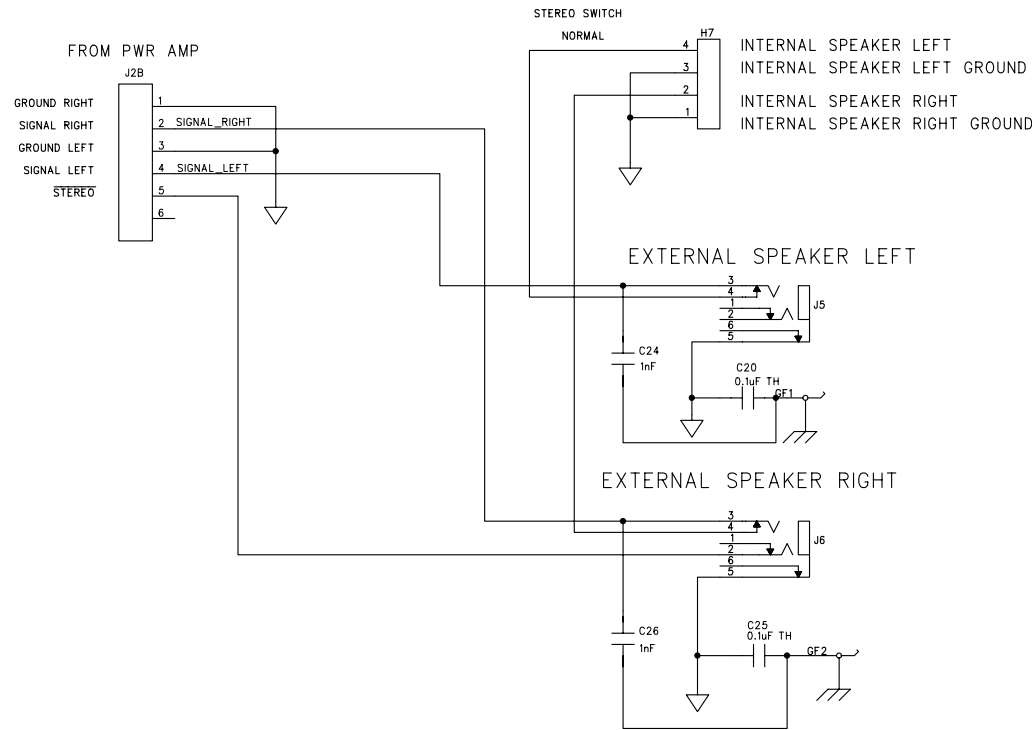 STEREO SWITCH
NORMAL
FROM PWR AMP
J2B
GROUND RIGHT 1
SIGNAL RIGHT 2 SIGNAL_RIGHT
GROUND LEFT 3
SIGNAL LEFT 4 SIGNAL_LEFT
STEREO 5
6
H7
4 INTERNAL SPEAKER LEFT
3 INTERNAL SPEAKER LEFT GROUND
2 INTERNAL SPEAKER RIGHT
1 INTERNAL SPEAKER RIGHT GROUND
EXTERNAL SPEAKER LEFT
3
4
1
2
6
5
J5
C24
1nF
C20
0.1uF TH
GF1
EXTERNAL SPEAKER RIGHT
3
4
1
2
6
5
J6
C26
1nF
C25
0.1uF TH
GF2